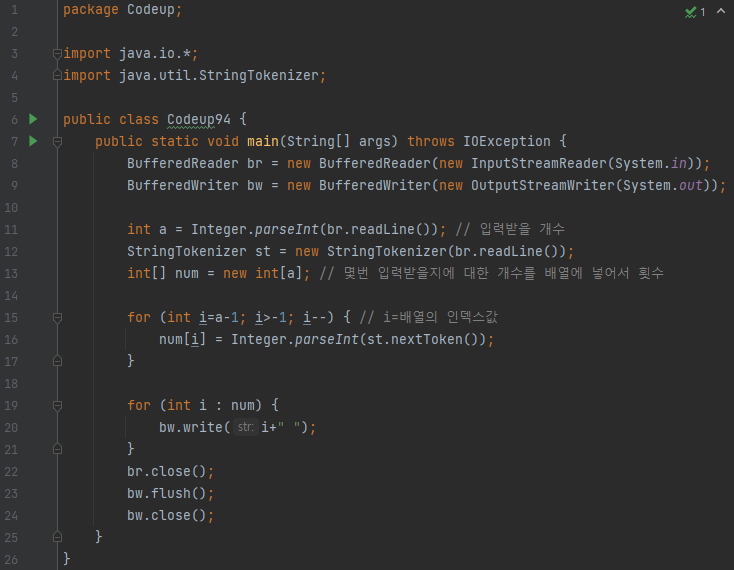 1 package Codeup;
2
3 import java.io.*;
4 import java.util.StringTokenizer;
5
6 public class Codeup94 {
7 public static void main(String[] args) throws IOException {
8 BufferedReader br = new BufferedReader(new InputStreamReader(System.in));
9 BufferedWriter bw = new BufferedWriter(new OutputStreamWriter(System.out));
10
11 int a = Integer.parseInt(br.readLine()); // 입력받을 개수
12 StringTokenizer st = new StringTokenizer(br.readLine());
13 int[] num = new int[a]; // 몇번 입력받을지에 대한 개수를 배열에 넣어서 횟수
14
15 for (int i=a-1; i>-1; i--) { // i=배열의 인덱스값
16 num[i] = Integer.parseInt(st.nextToken());
17 }
18
19 for (int i : num) {
20 bw.write( str: i+" ");
21 }
22 br.close();
23 bw.flush();
24 bw.close();
25 }
26 }
1